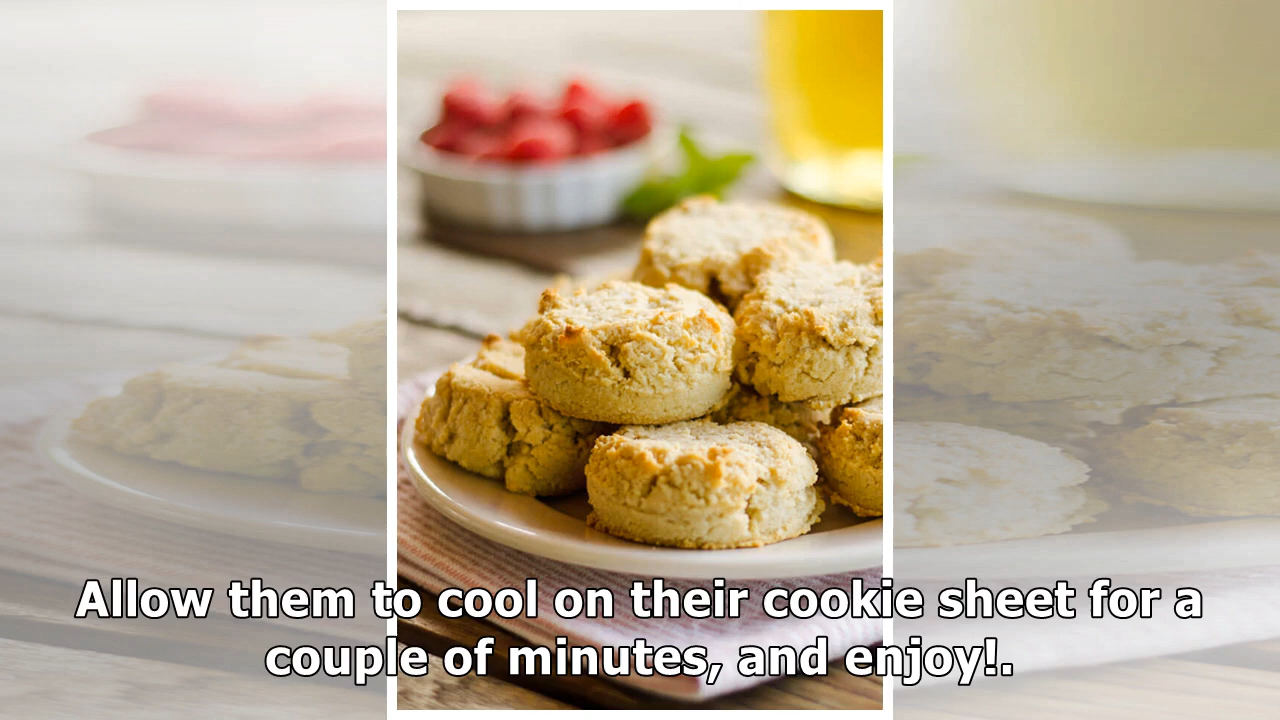 Allow them to cool on their cookie sheet for a
couple of minutes, and enjoy!.